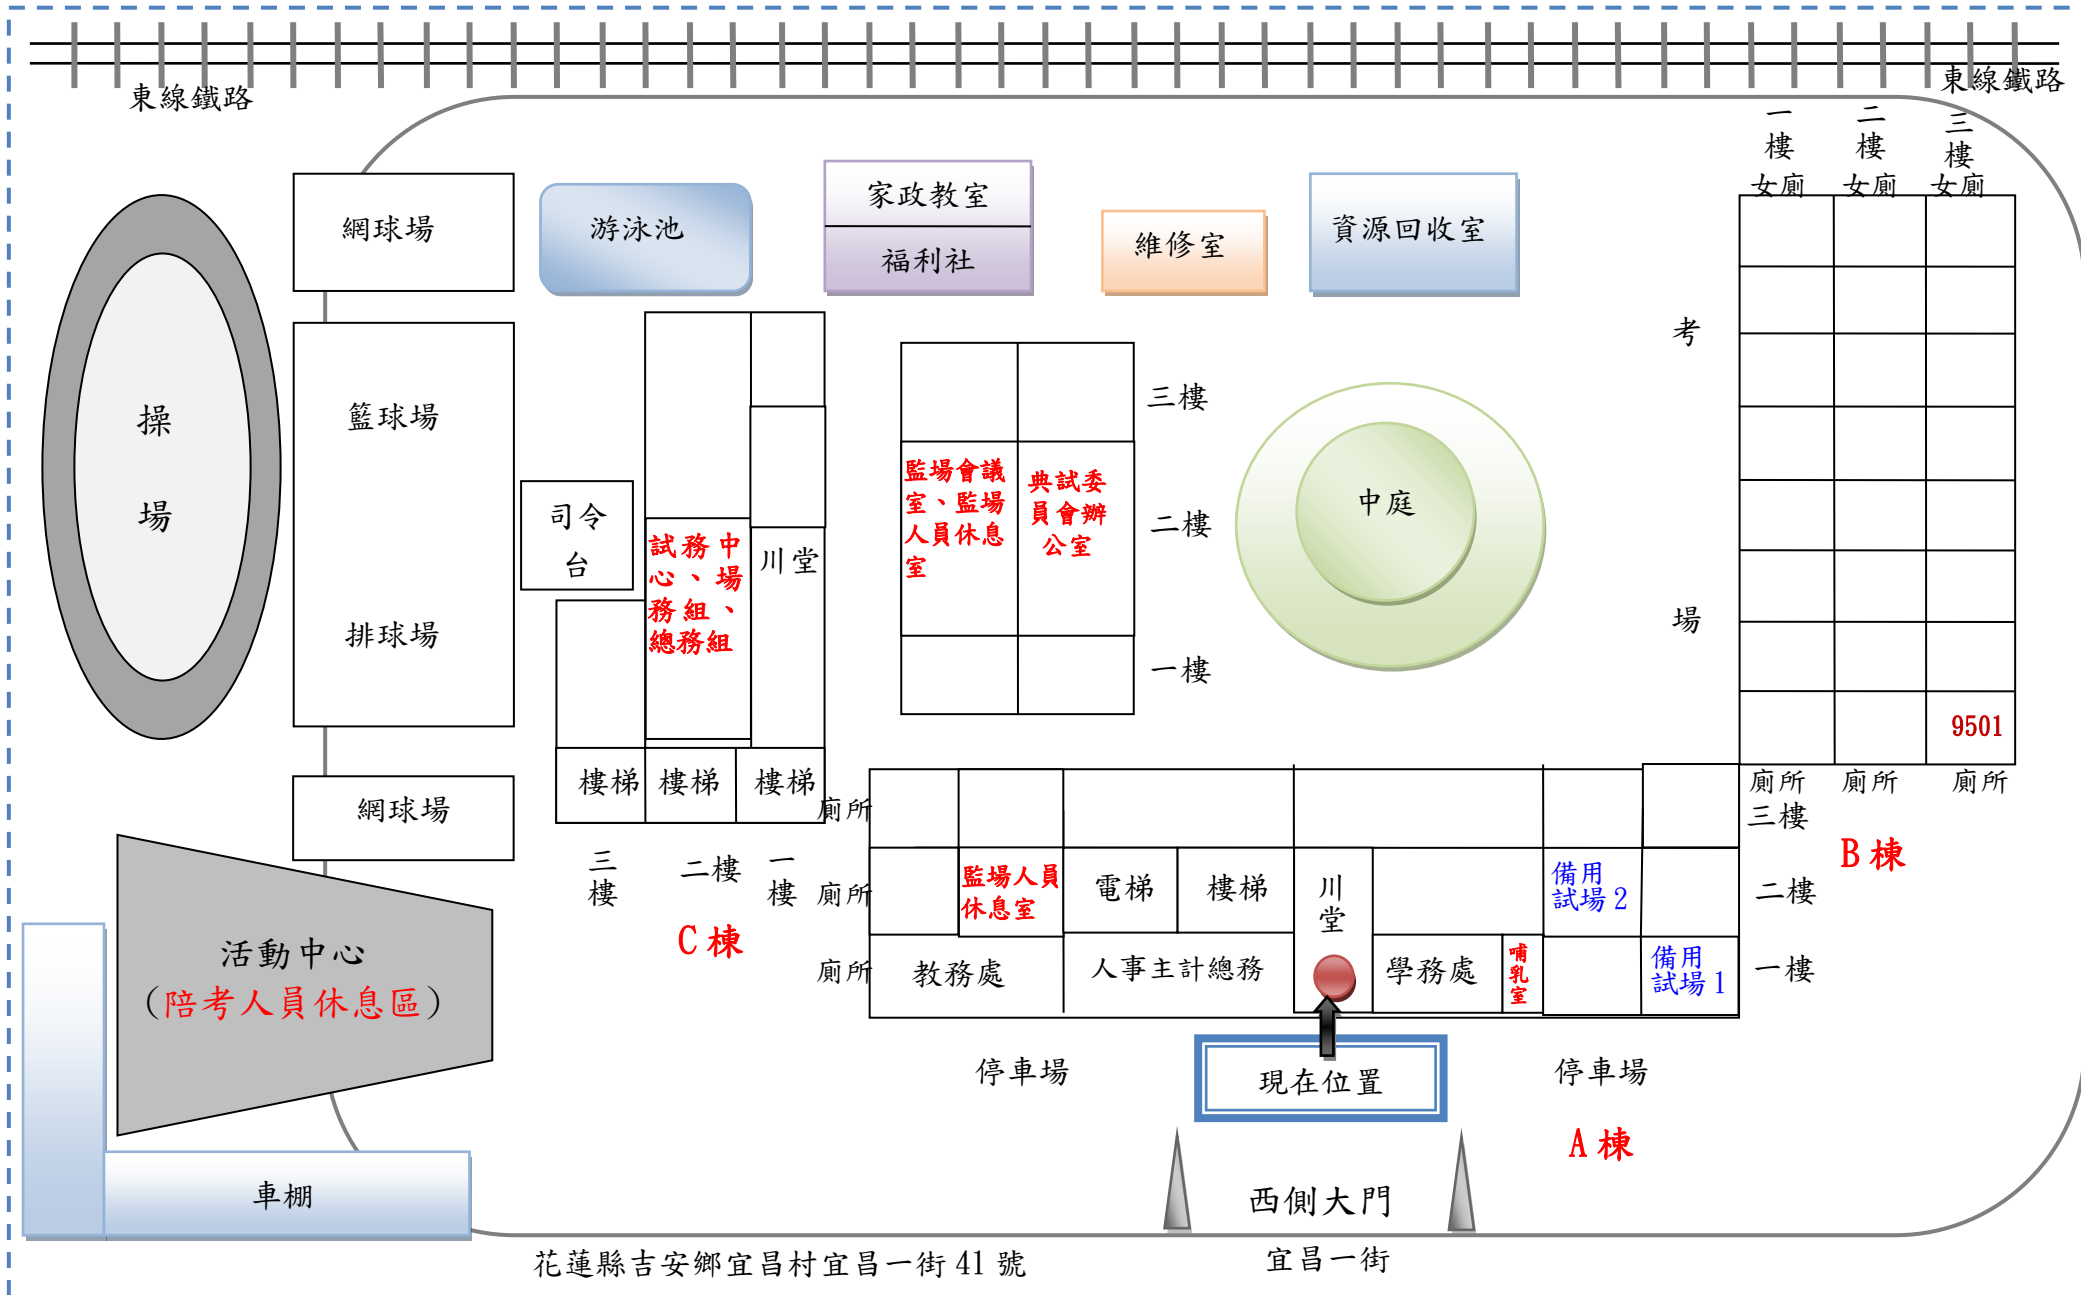 東線鐵路
東線鐵路
一樓
二樓
三樓
女廁
女廁
女廁
網球場
游泳池
家政教室
福利社
維修室
資源回收室
考場
操場
籃球場
排球場
司令台
試務中
心、場
務組、
總務組
川堂
監場會議
室、監場
人員休息
室
典試委
員會辦
公室
三樓
二樓
一樓
中庭
9501
樓梯
樓梯
樓梯
廁所
廁所
廁所
廁所
三樓
網球場
B棟
三樓
二樓
一樓
C棟
廁所
監場人員
休息室
電梯
樓梯
川堂
備用
試場2
二樓
廁所
教務處
人事主計總務
學務處
哺乳室
備用
試場1
一樓
活動中心
(陪考人員休息區)
停車場
現在位置
停車場
A棟
車棚
西側大門
花蓮縣吉安鄉宜昌村宜昌一街41號
宜昌一街